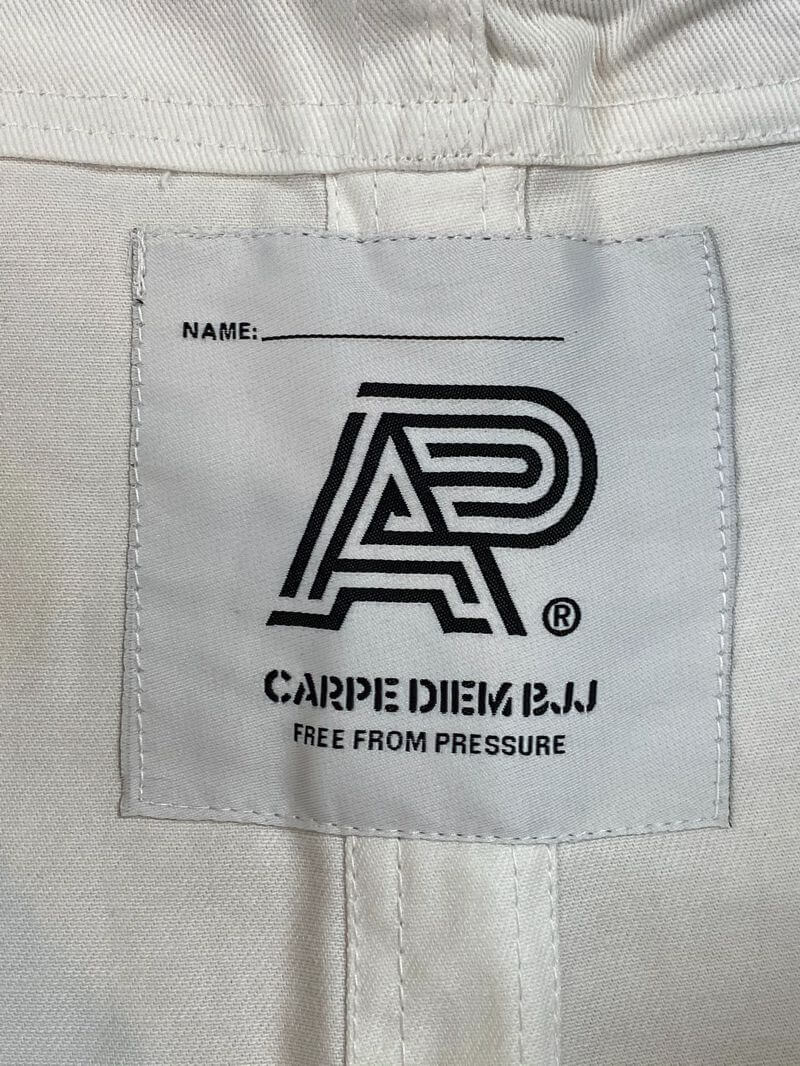 NAME:
AP®
CARPE DIEM BJJ
FREE FROM PRESSURE